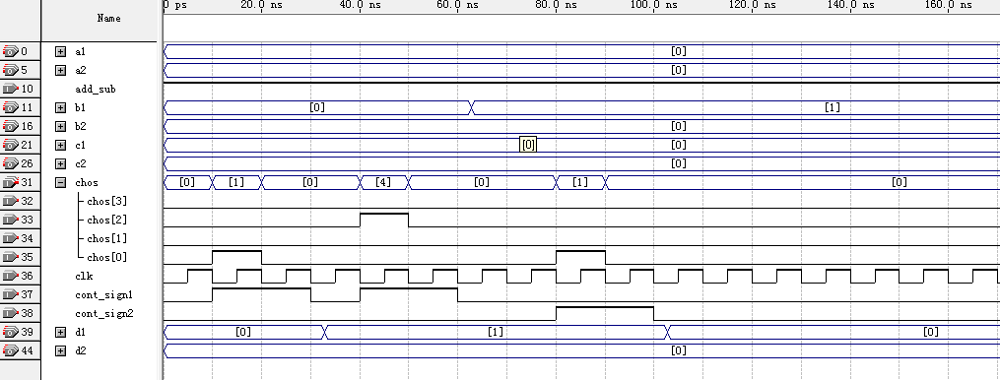 Name
0 ps 20.0 ns 40.0 ns 60.0 ns 80.0 ns 100.0 ns 120.0 ns 140.0 ns 160.0 ns
0 a1 [0]
5 a2 [0]
10 add_sub
11 b1 [0] [1]
16 b2 [0]
21 c1 [0] [0]
26 c2 [0]
31 chos [0] [1] [0] [4] [0] [1] [0]
32 chos[3]
33 chos[2]
34 chos[1]
35 chos[0]
36 clk
37 cont_sign1
38 cont_sign2
39 d1 [0] [1] [0]
44 d2 [0]